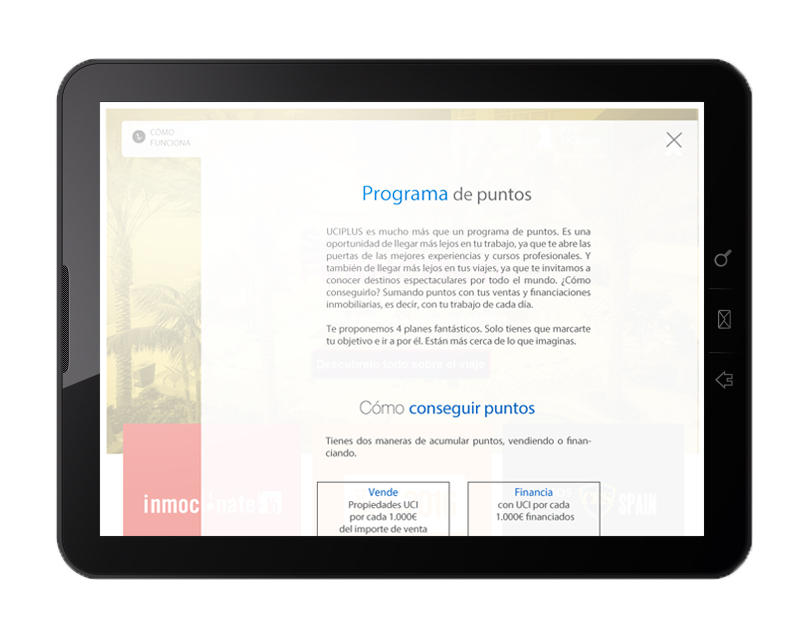 CÓMO
FUNCIONA
Programa de puntos
UCIPLUS es mucho más que un programa de puntos. Es una
oportunidad de llegar más lejos en tu trabajo, ya que te abre las
puertas de las mejores experiencias y cursos profesionales. Y
también de llegar más lejos en tus viajes, ya que te invitamos a
conocer destinos espectaculares por todo el mundo. ¿Cómo
conseguirlo? Sumando puntos con tus ventas y financiaciones
inmobiliarias, es decir, con tu trabajo de cada día.
Te proponemos 4 planes fantásticos. Solo tienes que marcarte
tu objetivo e ir a por él. Están más cerca de lo que imaginas.
Descúbrelo todo sobre el viaje
Cómo conseguir puntos
Tienes dos maneras de acumular puntos, vendiendo o finan-
ciando.
Vende
Propiedades UCI
por cada 1.000€
del importe de venta
Financia
con UCI por cada
1.000€ financiados
SPAIN